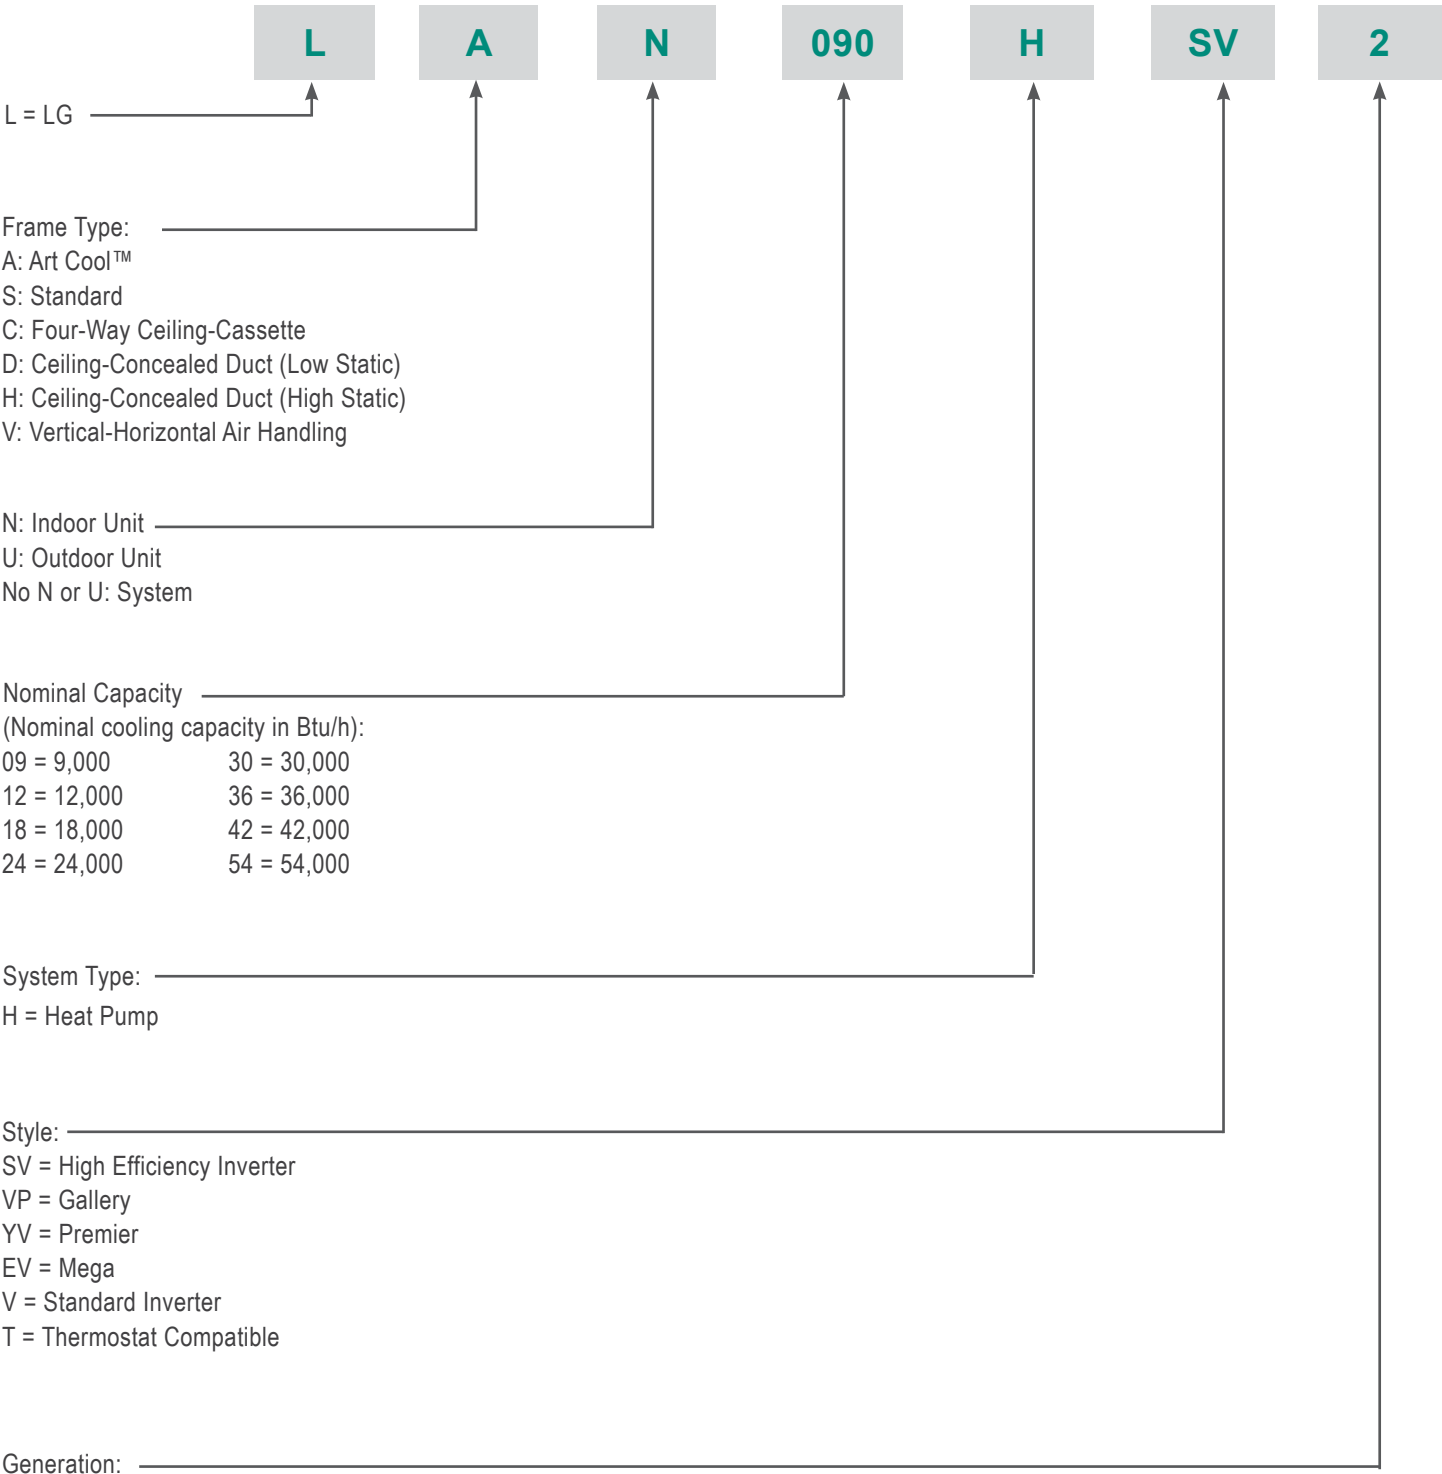 L A N 090 H SV 2
L = LG
Frame Type:
A: Art Cool™
S: Standard
C: Four-Way Ceiling-Cassette
D: Ceiling-Concealed Duct (Low Static)
H: Ceiling-Concealed Duct (High Static)
V: Vertical-Horizontal Air Handling
N: Indoor Unit
U: Outdoor Unit
No N or U: System
Nominal Capacity
(Nominal cooling capacity in Btu/h):
09 = 9,000 30 = 30,000
12 = 12,000 36 = 36,000
18 = 18,000 42 = 42,000
24 = 24,000 54 = 54,000
System Type:
H = Heat Pump
Style:
SV = High Efficiency Inverter
VP = Gallery
YV = Premier
EV = Mega
V = Standard Inverter
T = Thermostat Compatible
Generation: